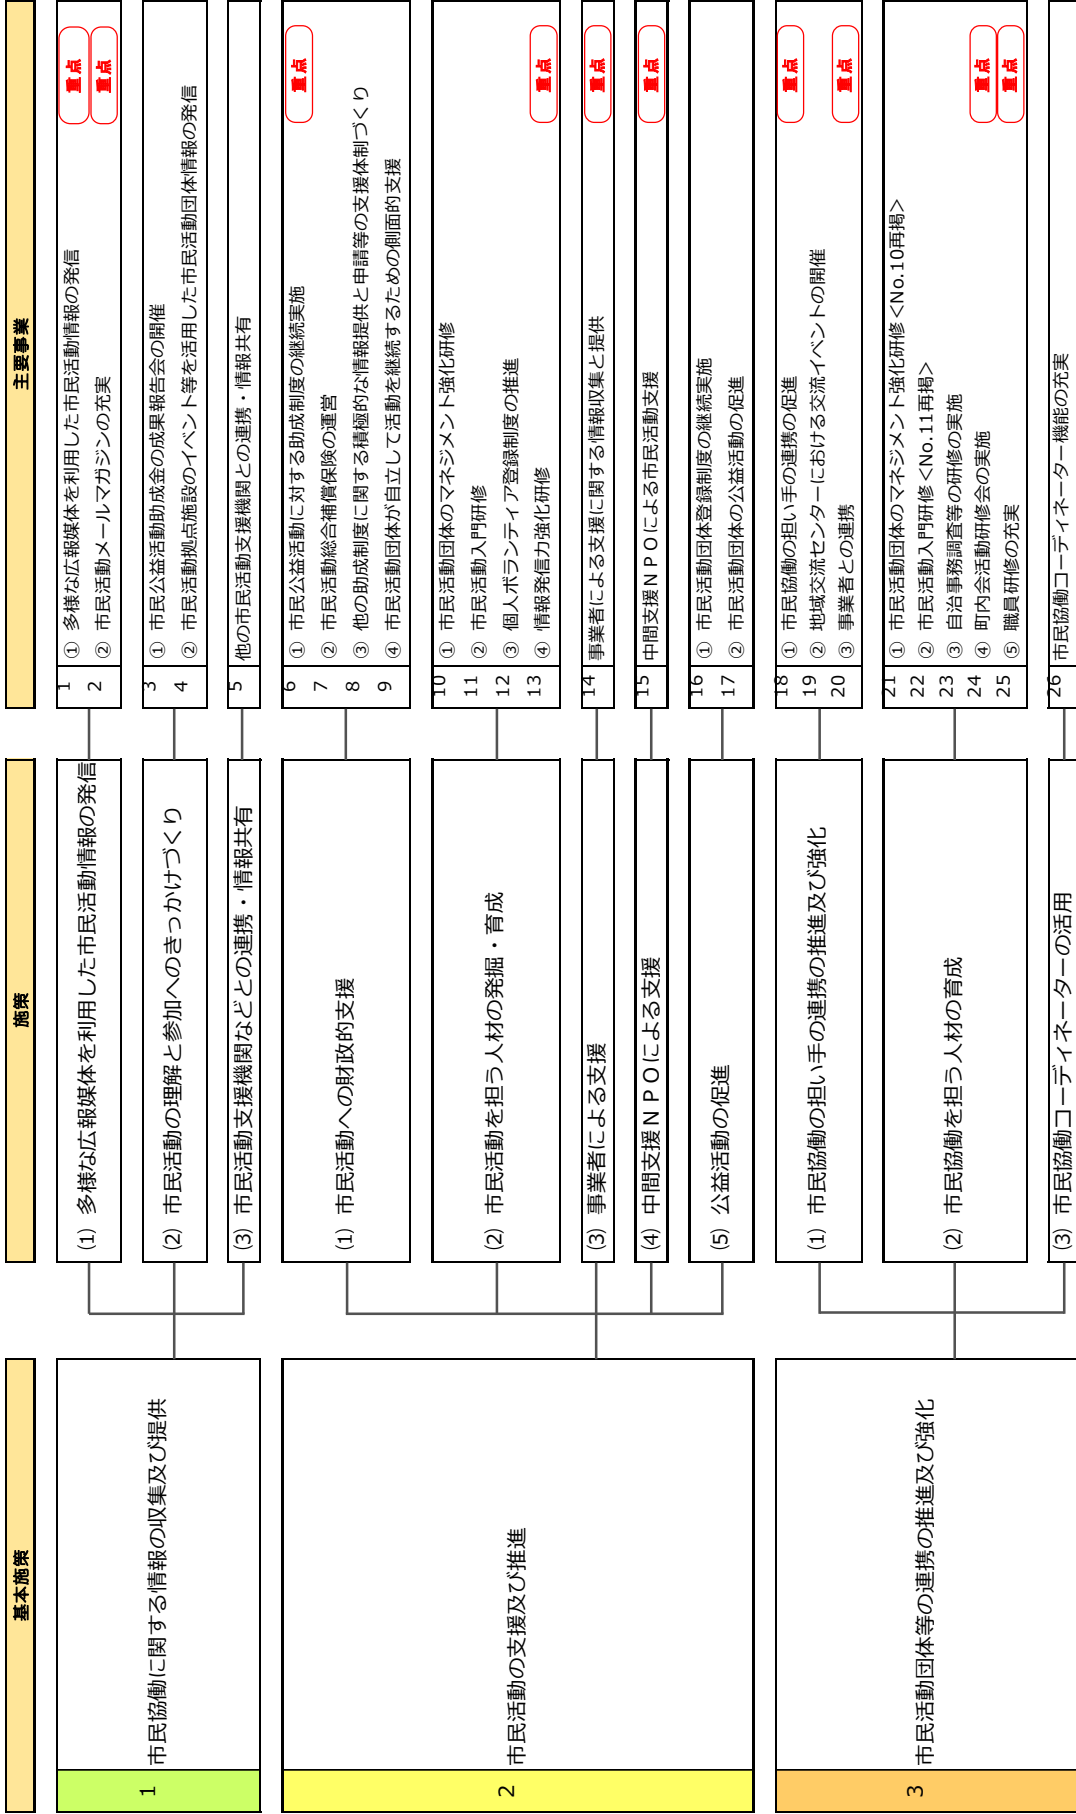 基本施策
施策
主要事業
1
市民協働に関する情報の収集及び提供
(1) 多様な広報媒体を利用した市民活動情報の発信
1 ① 多様な広報媒体を利用した市民活動情報の発信 重点
2 ② 市民活動メールマガジンの充実 重点
(2) 市民活動の理解と参加へのきっかけづくり
3 ① 市民公益活動助成金の成果報告会の開催
4 ② 市民活動拠点施設のイベント等を活用した市民活動団体情報の発信
(3) 市民活動支援機関などとの連携・情報共有
5 他の市民活動支援機関との連携・情報共有
2
市民活動の支援及び推進
(1) 市民活動への財政的支援
6 ① 市民公益活動に対する助成制度の継続実施 重点
7 ② 市民活動総合補償保険の運営
8 ③ 他の助成制度に関する積極的な情報提供と申請等の支援体制づくり
9 ④ 市民活動団体が自立して活動を継続するための側面的支援
(2) 市民活動を担う人材の発掘・育成
10 ① 市民活動団体のマネジメント強化研修
11 ② 市民活動入門研修
12 ③ 個人ボランティア登録制度の推進
13 ④ 情報発信力強化研修 重点
(3) 事業者による支援
14 事業者による支援に関する情報収集と提供 重点
(4) 中間支援ＮＰＯによる支援
15 中間支援ＮＰＯによる市民活動支援 重点
(5) 公益活動の促進
16 ① 市民活動団体登録制度の継続実施
17 ② 市民活動団体の公益活動の促進
3
市民活動団体等の連携の推進及び強化
(1) 市民協働の担い手の連携の推進及び強化
18 ① 市民協働の担い手の連携の促進 重点
19 ② 地域交流センターにおける交流イベントの開催
20 ③ 事業者との連携 重点
(2) 市民協働を担う人材の育成
21 ① 市民活動団体のマネジメント強化研修<No.10再掲>
22 ② 市民活動入門研修<No.11再掲>
23 ③ 自治事務調査等の研修の実施
24 ④ 町内会活動研修会の実施 重点
25 ⑤ 職員研修の充実 重点
(3) 市民協働コーディネーターの活用
26 市民協働コーディネーター機能の充実